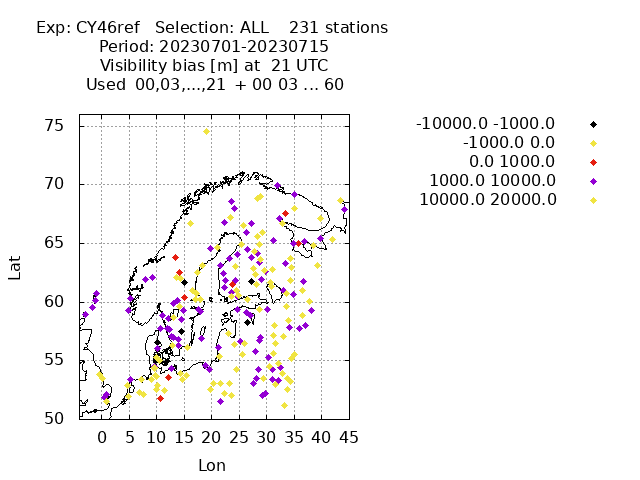 Exp: CY46ref   Selection: ALL    231 stations
Period: 20230701-20230715
Visibility bias [m] at  21 UTC
Used  00,03,...,21  + 00 03 ... 60
-10000.0 -1000.0
-1000.0 0.0
0.0 1000.0
1000.0 10000.0
10000.0 20000.0
75
70
65
60
55
50
Lat
0 5 10 15 20 25 30 35 40 45
Lon